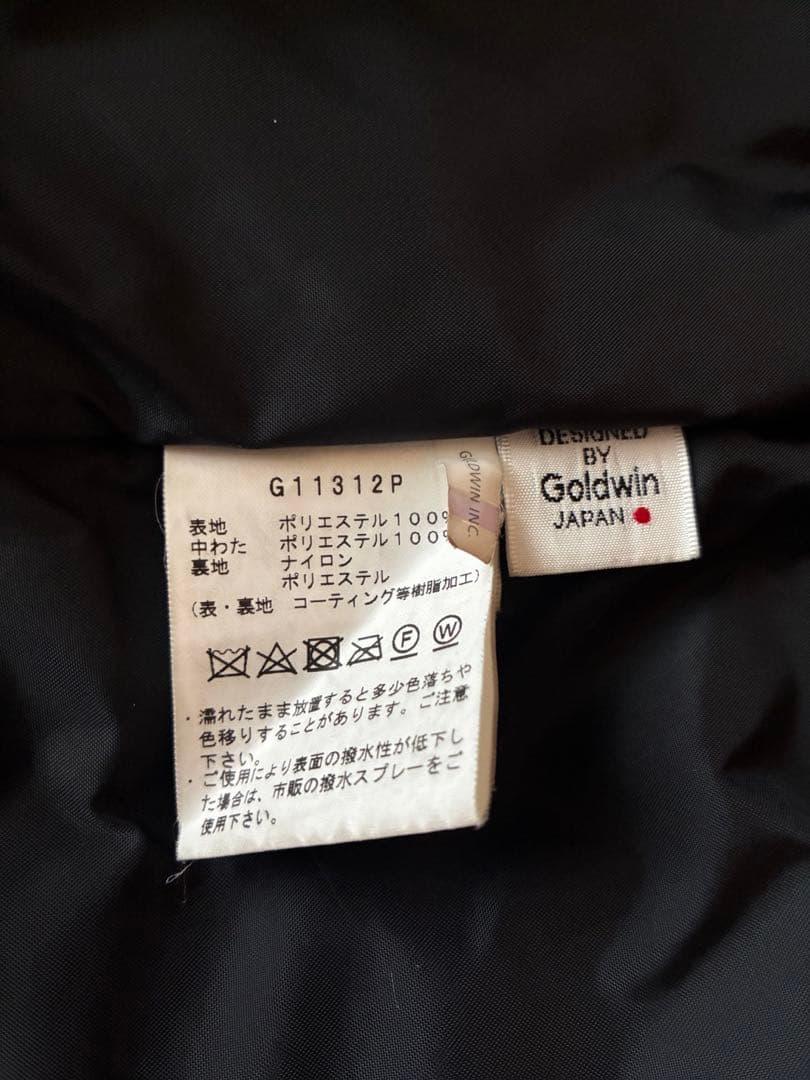 G11312P
表地 ポリエステル100%
中わた ポリエステル100%
裏地 ナイロン
ポリエステル
(表・裏地 コーティング等樹脂加工)
F W
・濡れたまま放置すると多少色落ちや
色移りすることがあります。ご注意
下さい。
・ご使用により表面の撥水性が低下し
た場合は、市販の撥水スプレーをご
使用下さい。
GLDWIN INC.
DESIGNED
BY
Goldwin
JAPAN